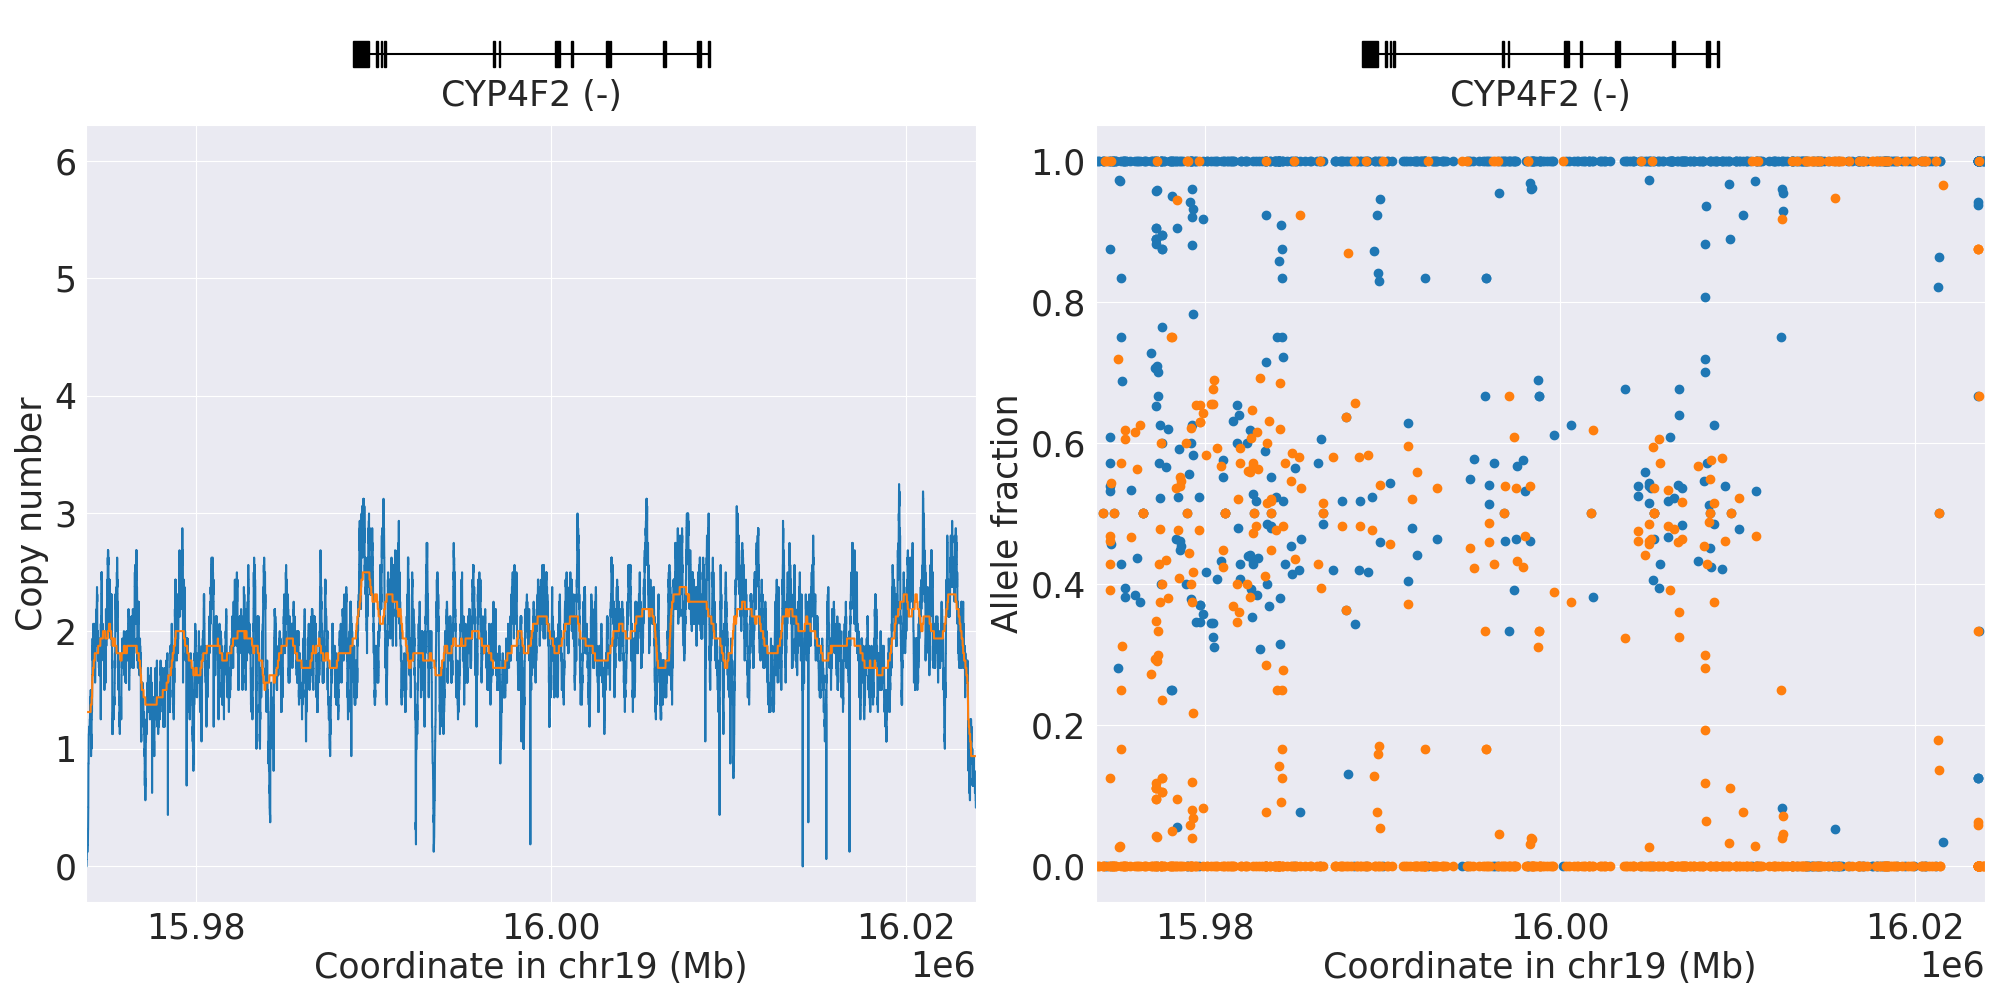 CYP4F2 (-)
6
5
4
3
2
1
0
Copy number
15.98
16.00
16.02
Coordinate in chr19 (Mb)
1e6
CYP4F2 (-)
1.0
0.8
0.6
0.4
0.2
0.0
Allele fraction
15.98
16.00
16.02
Coordinate in chr19 (Mb)
1e6